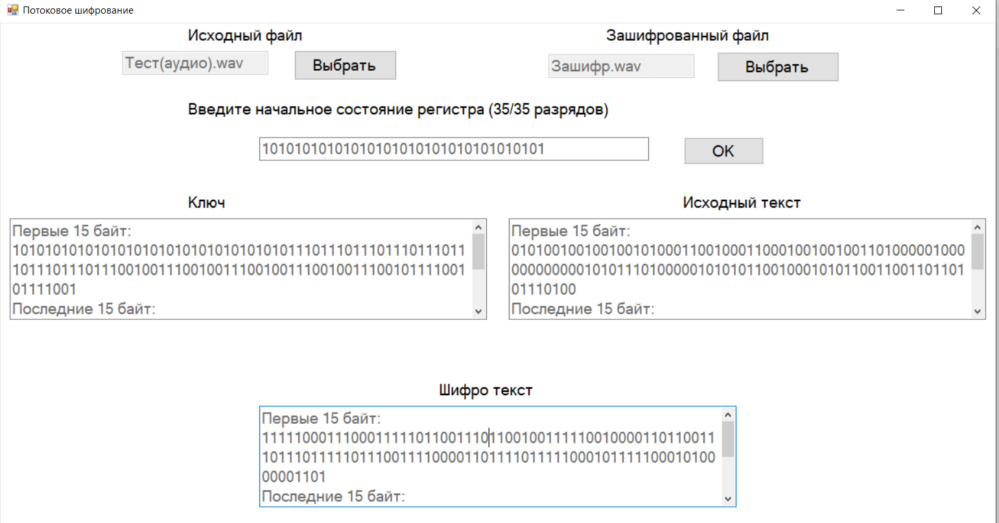 Потоковое шифрование
Исходный файл
Зашифрованный файл
Тест(аудио).wav
Выбрать
Зашифр.wav
Выбрать
Введите начальное состояние регистра (35/35 разрядов)
10101010101010101010101010101010101
OK
Ключ
Исходный текст
Первые 15 байт:
10101010101010101010101010101010101110111011101110111011
10111011101110010011100100111001001110010011100101111001
01111001
Последние 15 байт:
Первые 15 байт:
01010010010010010100011001000110001001001001101000001000
00000000010101110100000101010110010001010110011001101101
01110100
Последние 15 байт:
Шифро текст
Первые 15 байт:
11111000111000111110110011101100100111110010000110110011
10111011111011100111100001101111011111000101111100010100
00001101
Последние 15 байт: